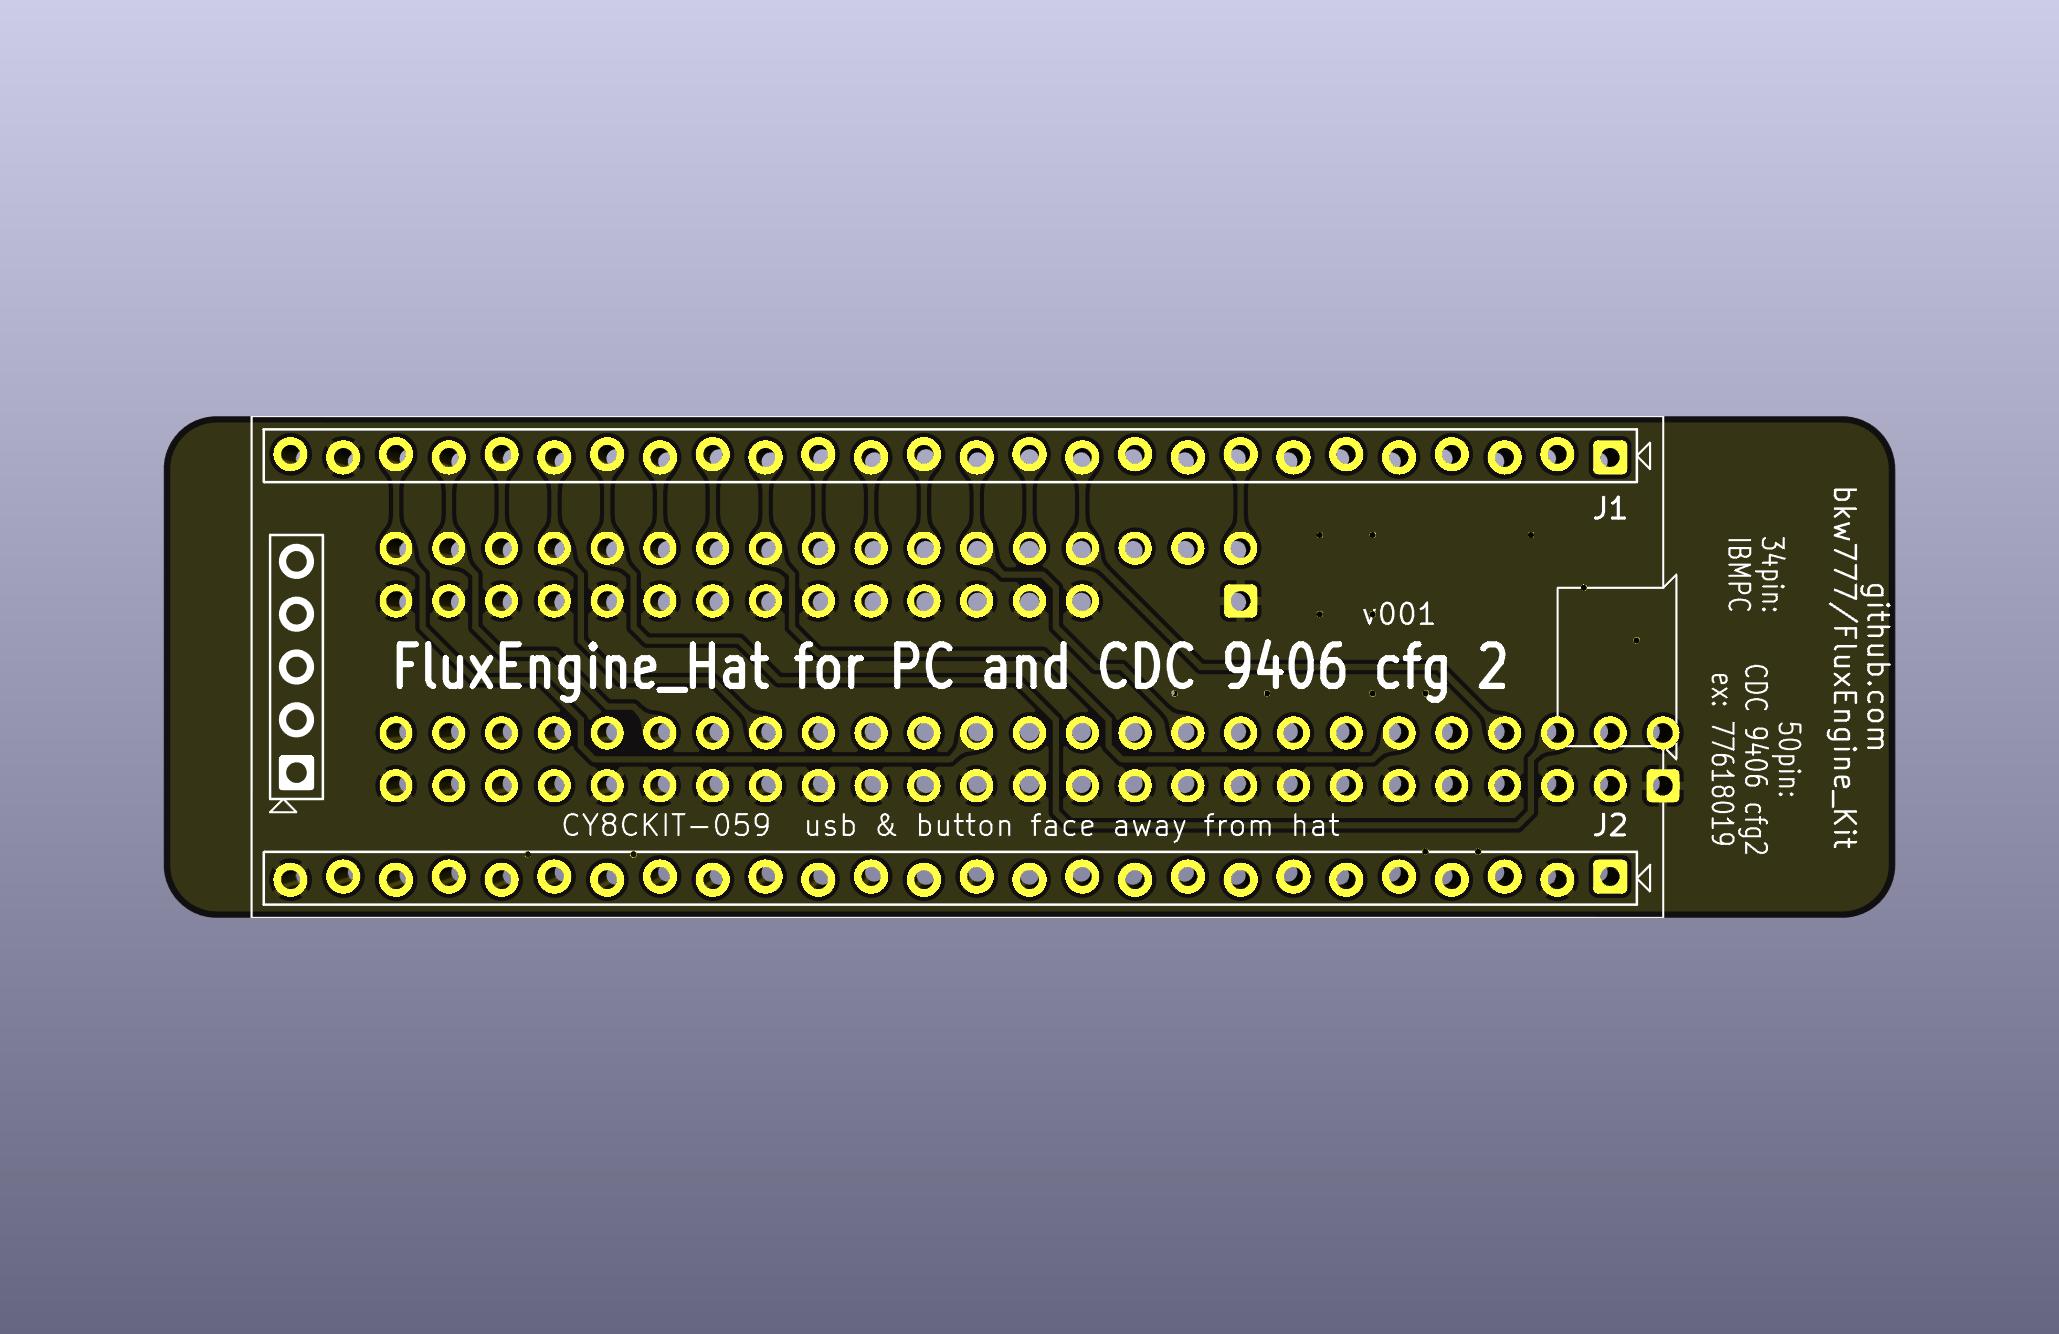 J1
v001
FluxEngine_Hat for PC and CDC 9406 cfg 2
CY8CKIT-059 usb & button face away from hat
J2
34pin:
IBMPC
50pin:
CDC 9406 cfg2
ex: 77618019
github.com
bkw777/FluxEngine_Kit